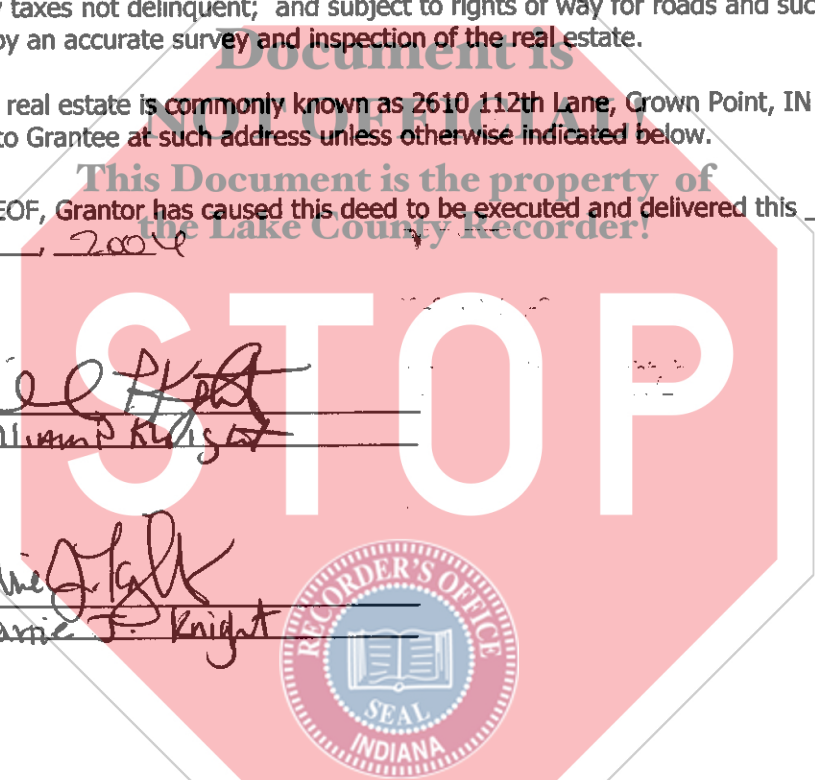 taxes not delinquent; and subject to rights of way for roads and suc
by an accurate survey and inspection of the real estate.
Document is
real estate is commonly known as 2610 112th Lane, Crown Point, IN
NOT OFFICIAL!
to Grantee at such address unless otherwise indicated below.
This Document is the property of
EOF, Grantor has caused this deed to be executed and delivered this _
the Lake County Recorder!
STOP
P Knight
J. Knight
RECORDER'S OFFICE
SEAL
INDIANA